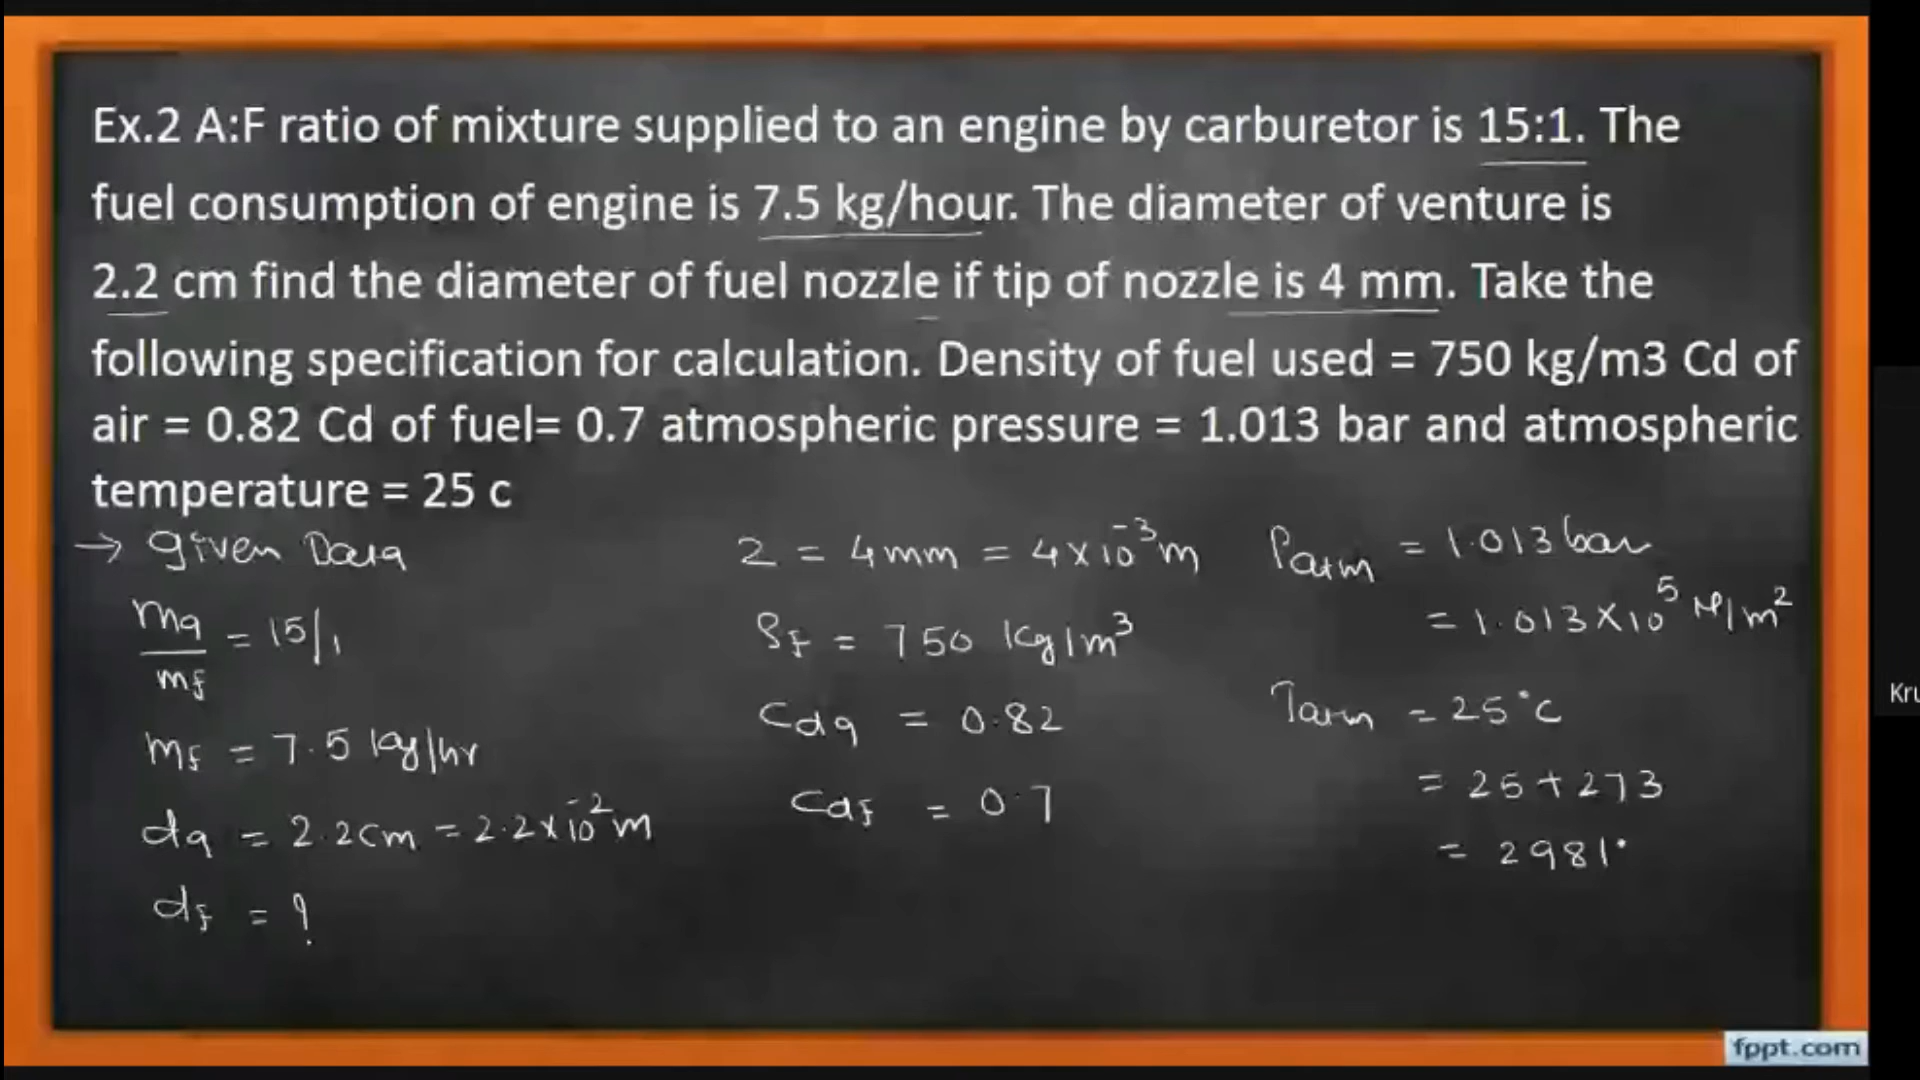 Ex.2 A:F ratio of mixture supplied to an engine by carburetor is 15:1. The
fuel consumption of engine is 7.5 kg/hour. The diameter of venture is
2.2 cm find the diameter of fuel nozzle if tip of nozzle is 4 mm. Take the
following specification for calculation. Density of fuel used = 750 kg/m3 Cd of
air = 0.82 Cd of fuel= 0.7 atmospheric pressure = 1.013 bar and atmospheric
temperature = 25 c
→ Given Data
ma/mf = 15/1
mf = 7.5 kg/hr
da = 2.2cm = 2.2×10⁻²m
df = ?
Z = 4mm = 4×10⁻³m
ρf = 750 kg/m³
Cda = 0.82
Cdf = 0.7
Patm = 1.013 bar
= 1.013×10⁵ N/m²
Tatm = 25°C
= 25+273
= 298
Kru
fppt.com